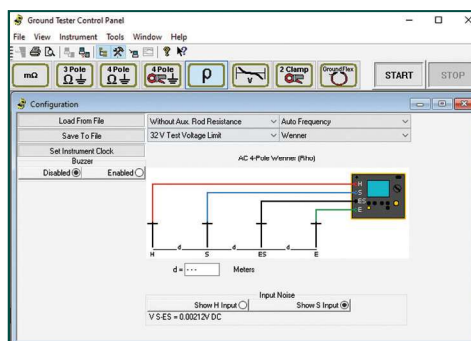 Ground Tester Control Panel
File View Instrument Tools Window Help
mΩ 3 Pole Ω 4 Pole Ω 4 Pole ρ V 2 Clamp GroundFlex START STOP
Configuration
Load From File Without Aux. Rod Resistance Auto Frequency
Save To File 32 V Test Voltage Limit Wenner
Set Instrument Clock
Buzzer
AC 4-Pole Wenner (Rho)
Disabled Enabled
H
S
ES
E
d d d
H S ES E
d = --- Meters
Input Noise
Show H Input Show S Input
V S-ES = 0.00212V DC